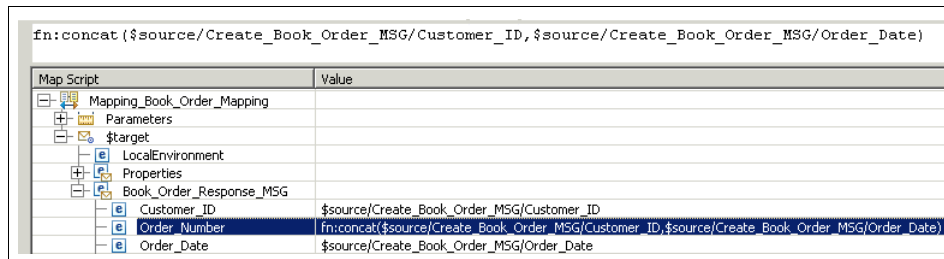 fn:concat($source/Create_Book_Order_MSG/Customer_ID,$source/Create_Book_Order_MSG/Order_Date)
Map Script Value
Mapping_Book_Order_Mapping
Parameters
$target
LocalEnvironment
Properties
Book_Order_Response_MSG
Customer_ID $source/Create_Book_Order_MSG/Customer_ID
Order_Number fn:concat($source/Create_Book_Order_MSG/Customer_ID,$source/Create_Book_Order_MSG/Order_Date)
Order_Date $source/Create_Book_Order_MSG/Order_Date